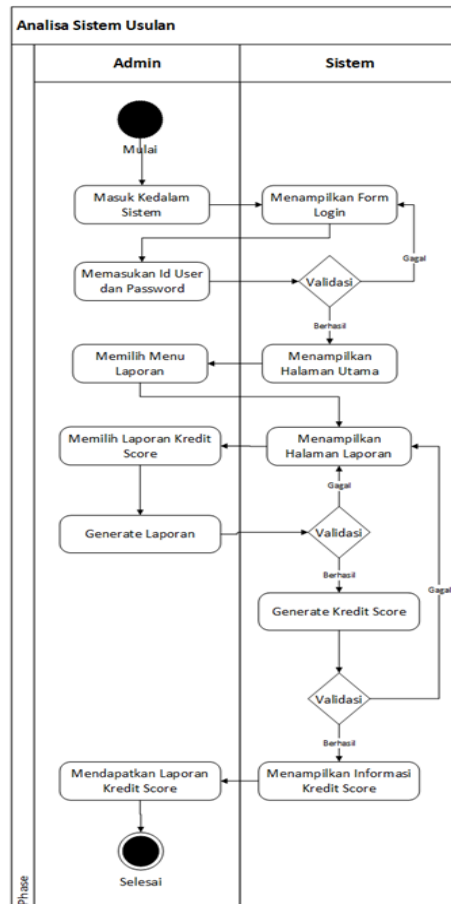 Analisa Sistem Usulan
Admin
Sistem
Mulai
Masuk Kedalam
Sistem
Menampilkan Form
Login
Gagal
Memasukan Id User
dan Password
Validasi
Berhasil
Memilih Menu
Laporan
Menampilkan
Halaman Utama
Memilih Laporan Kredit
Score
Menampilkan
Halaman Laporan
Gagal
Generate Laporan
Validasi
Berhasil
Gagal
Generate Kredit Score
Validasi
Berhasil
Mendapatkan Laporan
Kredit Score
Menampilkan Informasi
Kredit Score
Selesai
Phase